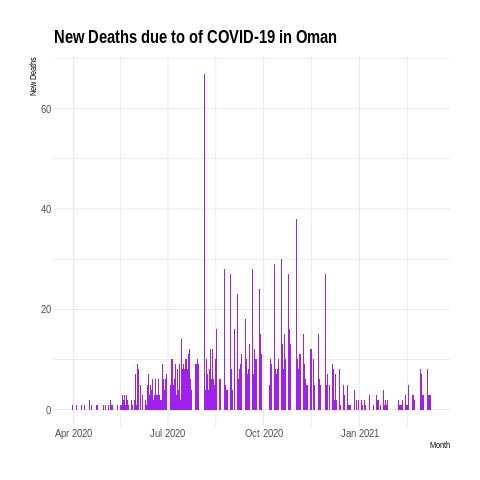 New Deaths due to of COVID-19 in Oman
New Deaths
60
40
20
0
Apr 2020 Jul 2020 Oct 2020 Jan 2021
Month